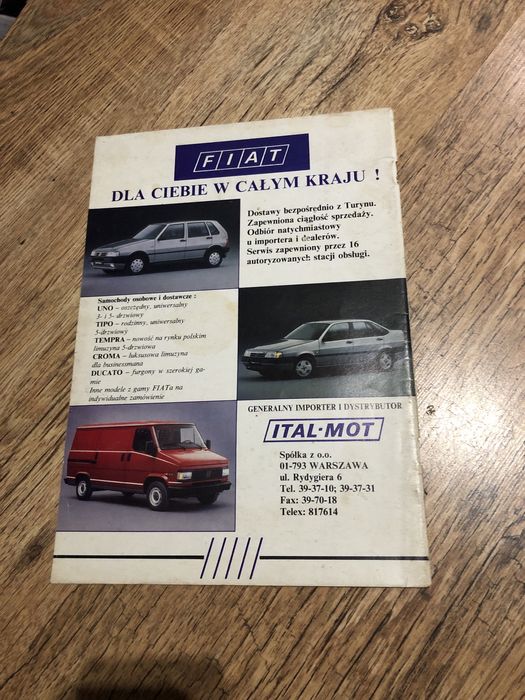 FIAT
DLA CIEBIE W CAŁYM KRAJU !
Dostawy bezpośrednio z Turynu.
Zapewniona ciągłość sprzedaży.
Odbiór natychmiastowy
u importera i dealerów.
Serwis zapewniony przez 16
autoryzowanych stacji obsługi.
Samochody osobowe i dostawcze :
UNO – oszczędny, uniwersalny
3- i 5- drzwiowy
TIPO – rodzinny, uniwersalny
5-drzwiowy
TEMPRA – nowość na rynku polskim
limuzyna 5-drzwiowa
CROMA – luksusowa limuzyna
dla businessmana
DUCATO – furgony w szerokiej ga-
mie
Inne modele z gamy FIATa na
indywidualne zamówienie
GENERALNY IMPORTER I DYSTRYBUTOR
ITAL-MOT
Spółka z o.o.
01-793 WARSZAWA
ul. Rydygiera 6
Tel. 39-37-10; 39-37-31
Fax: 39-70-18
Telex: 817614